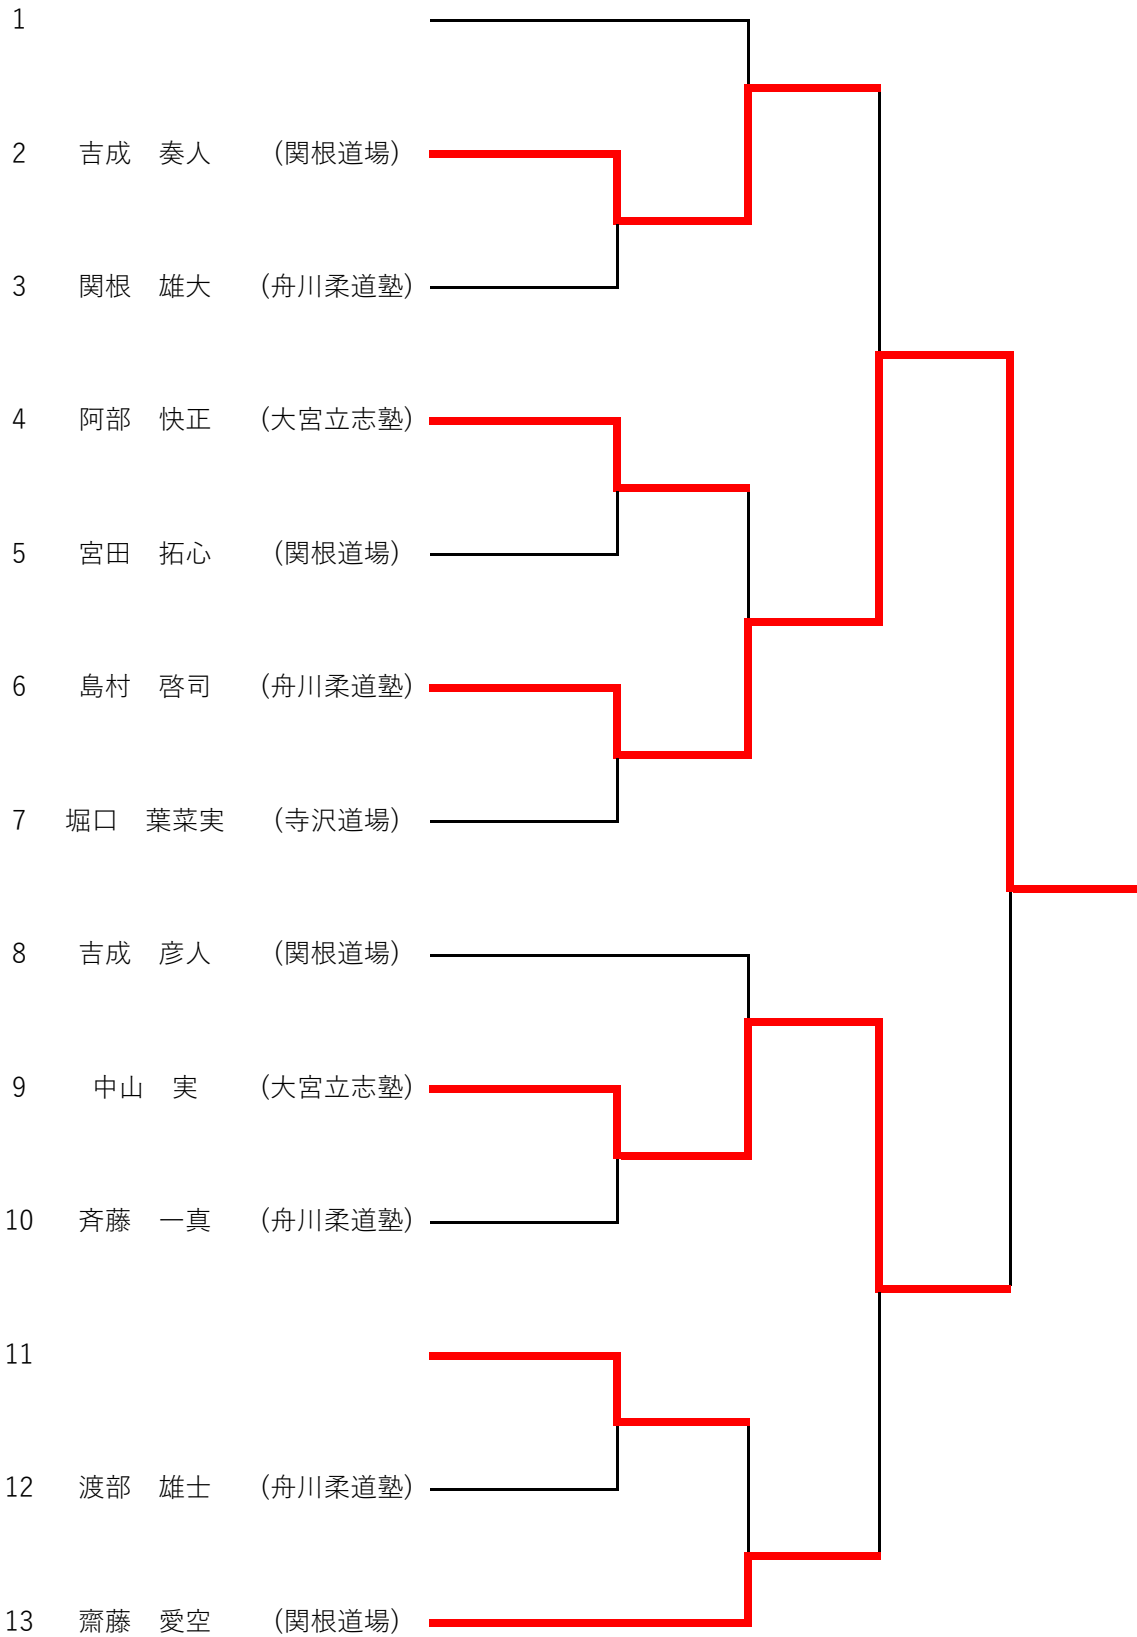 1
2 吉成　奏人 (関根道場)
3 関根　雄大 (舟川柔道塾)
4 阿部　快正 (大宮立志塾)
5 宮田　拓心 (関根道場)
6 島村　啓司 (舟川柔道塾)
7 堀口　葉菜実 (寺沢道場)
8 吉成　彦人 (関根道場)
9 中山　実 (大宮立志塾)
10 斉藤　一真 (舟川柔道塾)
11
12 渡部　雄士 (舟川柔道塾)
13 齋藤　愛空 (関根道場)